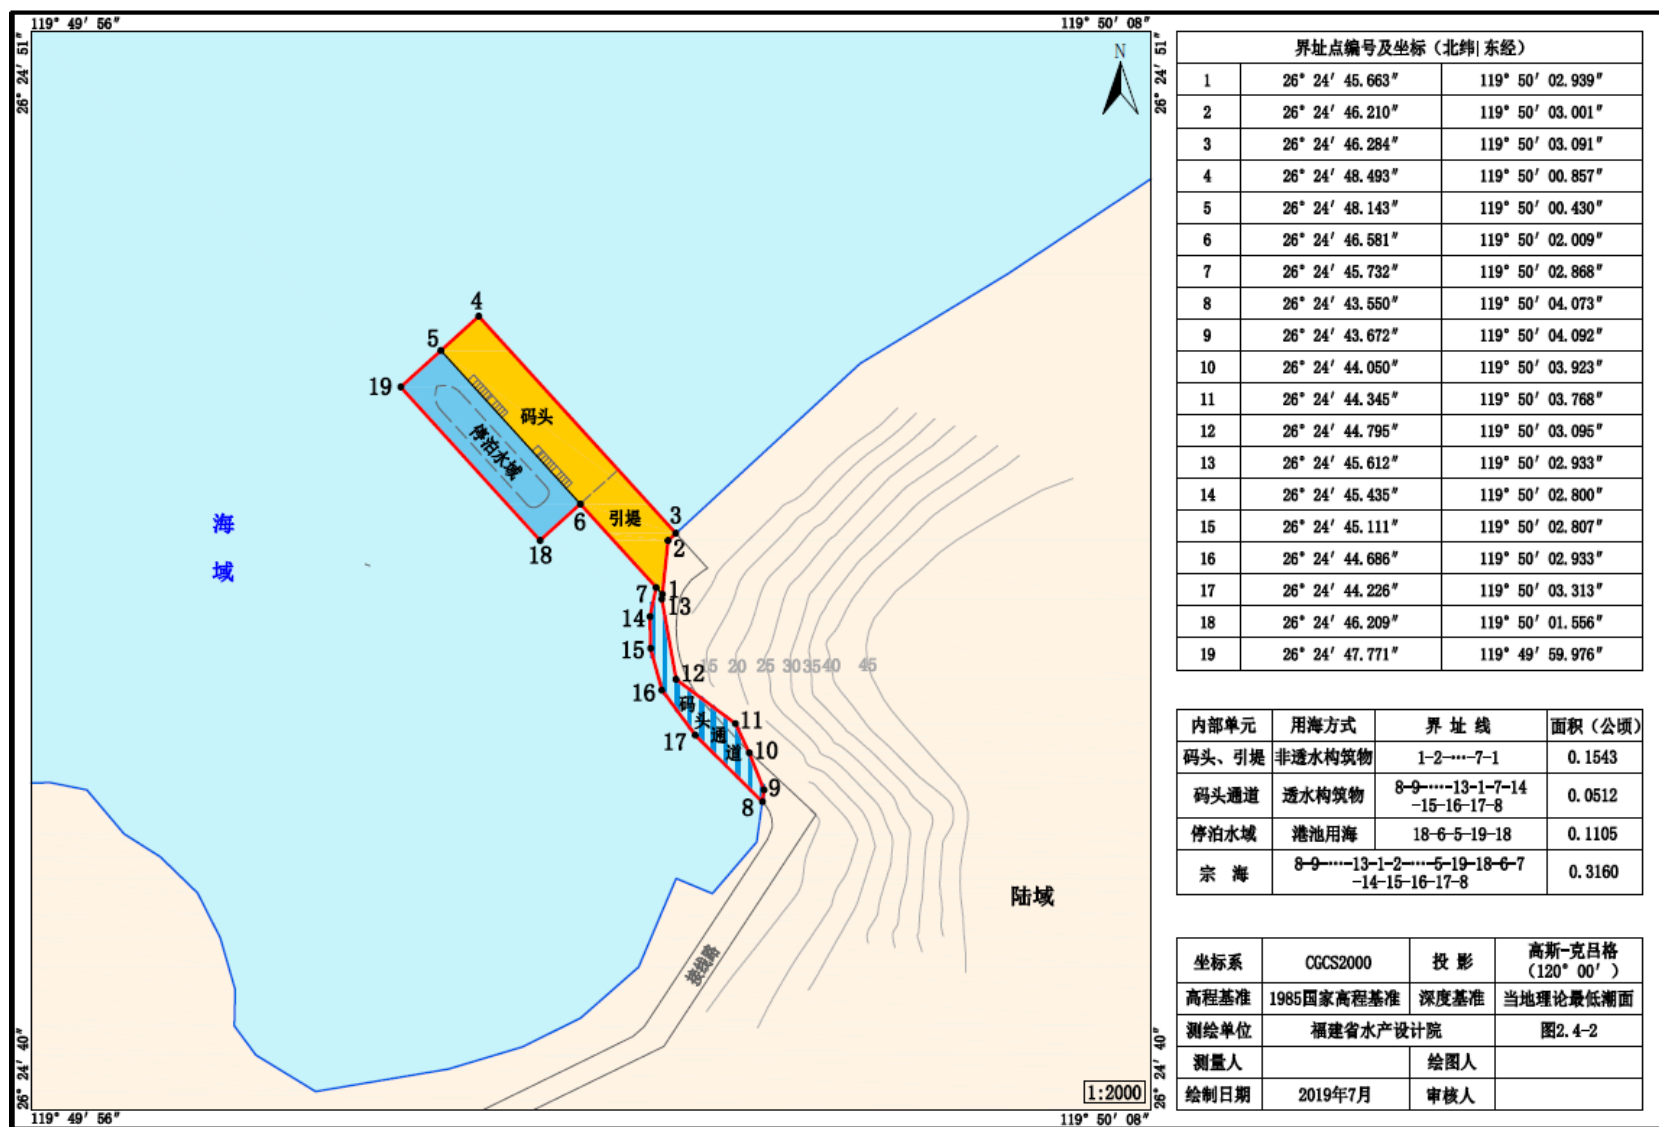 119° 49′ 56″
119° 50′ 08″
26° 24′ 51″
26° 24′ 51″
N
4
5
19
码头
停泊水域
6
引堤
3
2
18
海
域
7
1
13
14
15
12
16
15 20 25 30 35 40 45
码
头
通
道
11
17
10
9
8
陆域
接线路
1:2000
26° 24′ 40″
26° 24′ 40″
119° 49′ 56″
119° 50′ 08″
界址点编号及坐标（北纬|东经）
1 26° 24′ 45.663″ 119° 50′ 02.939″
2 26° 24′ 46.210″ 119° 50′ 03.001″
3 26° 24′ 46.284″ 119° 50′ 03.091″
4 26° 24′ 48.493″ 119° 50′ 00.857″
5 26° 24′ 48.143″ 119° 50′ 00.430″
6 26° 24′ 46.581″ 119° 50′ 02.009″
7 26° 24′ 45.732″ 119° 50′ 02.868″
8 26° 24′ 43.550″ 119° 50′ 04.073″
9 26° 24′ 43.672″ 119° 50′ 04.092″
10 26° 24′ 44.050″ 119° 50′ 03.923″
11 26° 24′ 44.345″ 119° 50′ 03.768″
12 26° 24′ 44.795″ 119° 50′ 03.095″
13 26° 24′ 45.612″ 119° 50′ 02.933″
14 26° 24′ 45.435″ 119° 50′ 02.800″
15 26° 24′ 45.111″ 119° 50′ 02.807″
16 26° 24′ 44.686″ 119° 50′ 02.933″
17 26° 24′ 44.226″ 119° 50′ 03.313″
18 26° 24′ 46.209″ 119° 50′ 01.556″
19 26° 24′ 47.771″ 119° 49′ 59.976″
内部单元 用海方式 界址线 面积（公顷）
码头、引堤 非透水构筑物 1-2-…-7-1 0.1543
码头通道 透水构筑物 8-9-…-13-1-7-14
-15-16-17-8 0.0512
停泊水域 港池用海 18-6-5-19-18 0.1105
宗 海 8-9-…-13-1-2-…-5-19-18-6-7
-14-15-16-17-8 0.3160
坐标系 CGCS2000 投影 高斯-克吕格
（120° 00′）
高程基准 1985国家高程基准 深度基准 当地理论最低潮面
测绘单位 福建省水产设计院 图2.4-2
测量人 绘图人
绘制日期 2019年7月 审核人